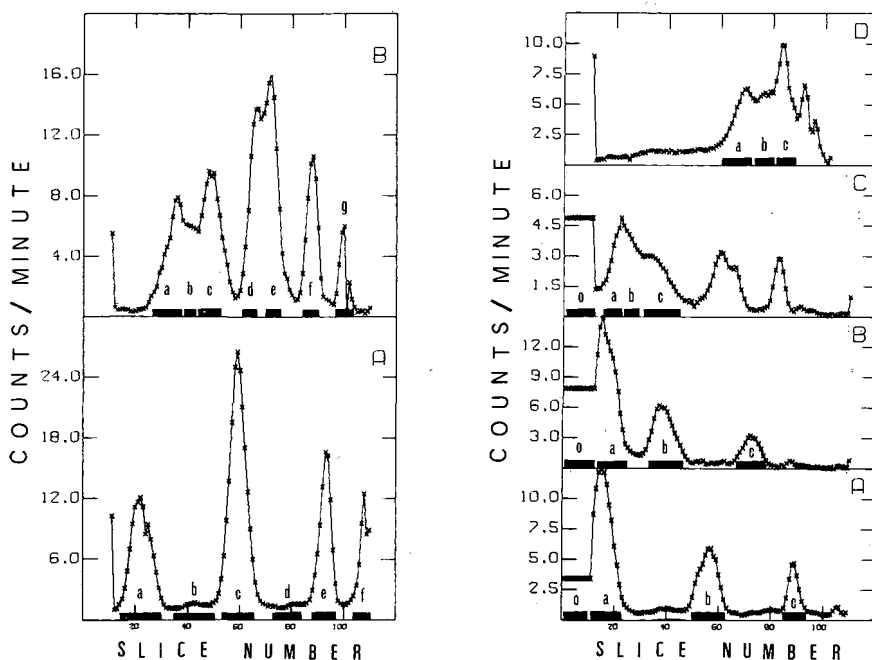 COUNTS/MINUTE
B
16.0
12.0
8.0
4.0
a b c d e f g
A
24.0
18.0
12.0
6.0
a b c d e f
20 40 60 80 100
SLICE NUMBER
COUNTS/MINUTE
D
10.0
7.5
5.0
2.5
a b c
C
6.0
4.5
3.0
1.5
o a b c
B
12.0
9.0
6.0
3.0
o a b c
A
10.0
7.5
5.0
2.5
o a b c
20 40 60 80 100
SLICE NUMBER